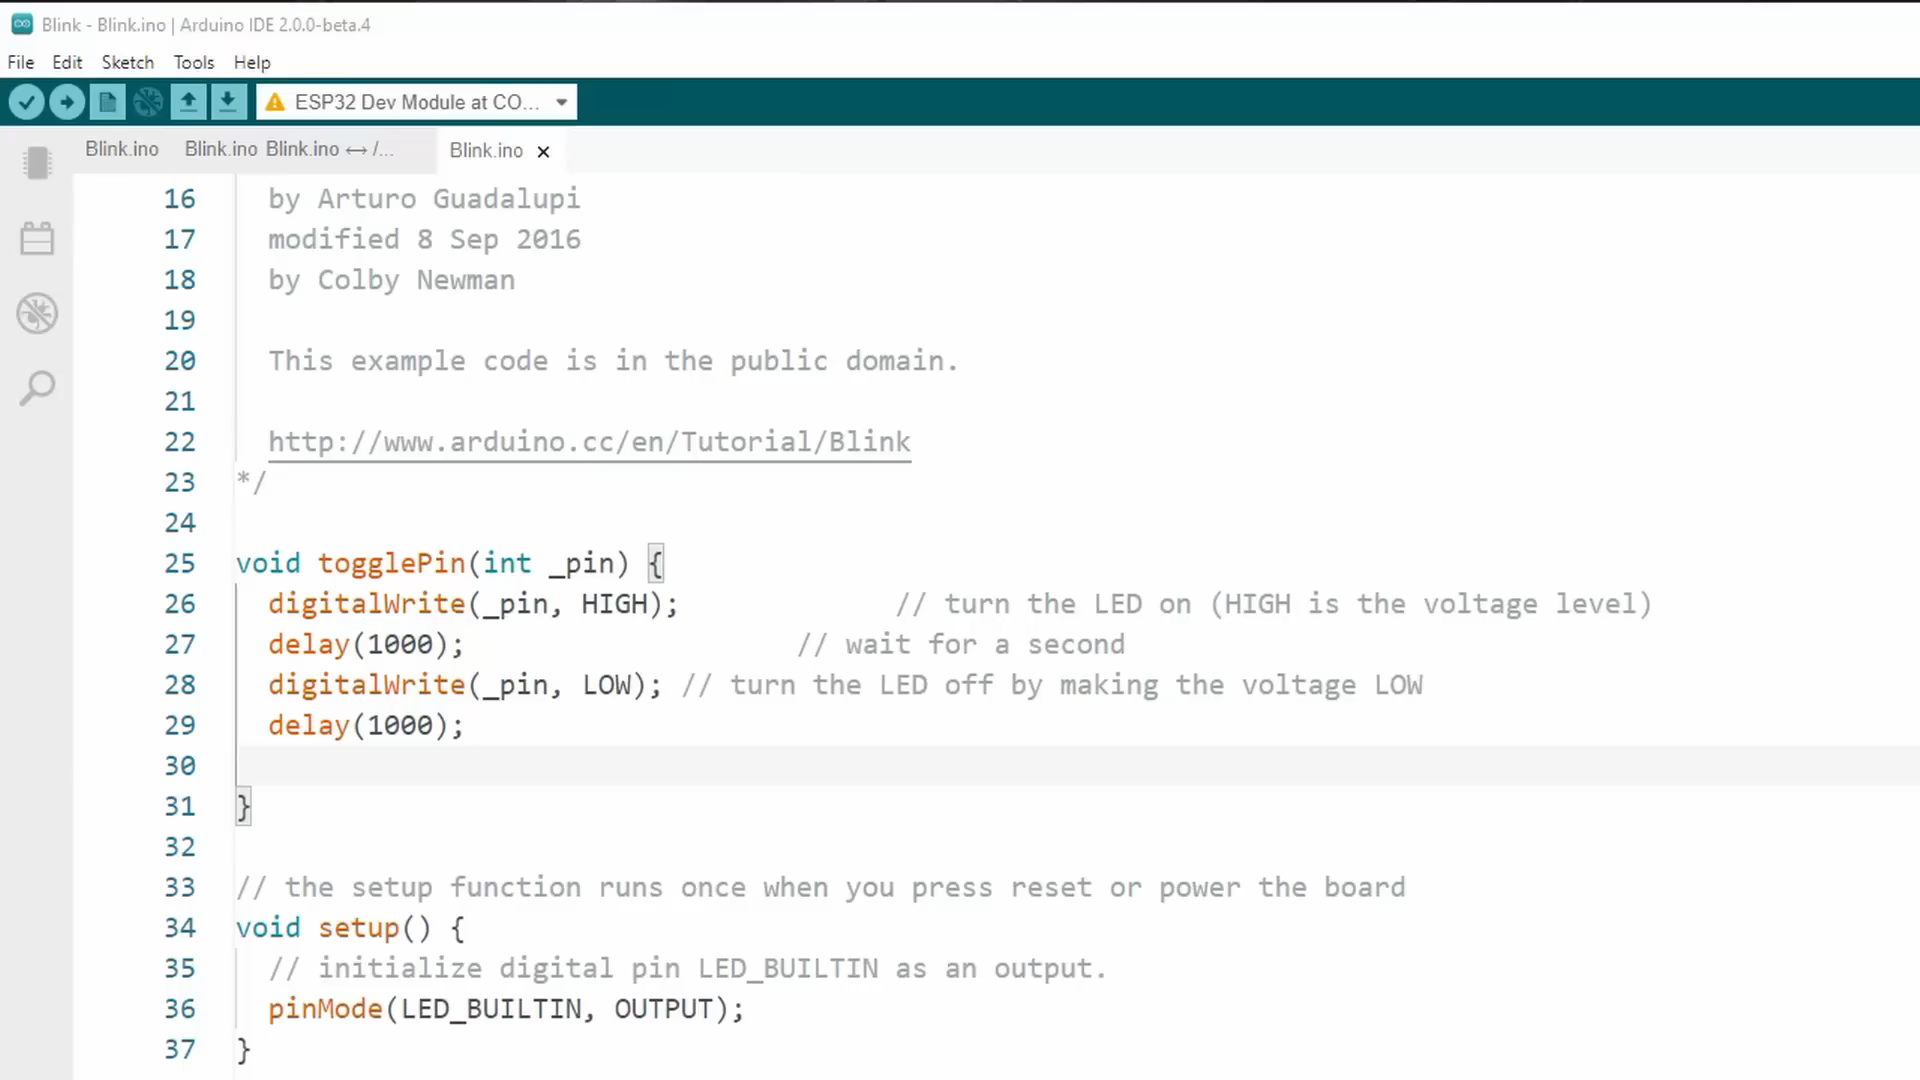 Blink - Blink.ino | Arduino IDE 2.0.0-beta.4
File Edit Sketch Tools Help
ESP32 Dev Module at CO...
Blink.ino Blink.ino Blink.ino ↔ /... Blink.ino ×
16 by Arturo Guadalupi
17 modified 8 Sep 2016
18 by Colby Newman
19
20 This example code is in the public domain.
21
22 http://www.arduino.cc/en/Tutorial/Blink
23 */
24
25 void togglePin(int _pin) {
26 digitalWrite(_pin, HIGH); // turn the LED on (HIGH is the voltage level)
27 delay(1000); // wait for a second
28 digitalWrite(_pin, LOW); // turn the LED off by making the voltage LOW
29 delay(1000);
30
31 }
32
33 // the setup function runs once when you press reset or power the board
34 void setup() {
35 // initialize digital pin LED_BUILTIN as an output.
36 pinMode(LED_BUILTIN, OUTPUT);
37 }